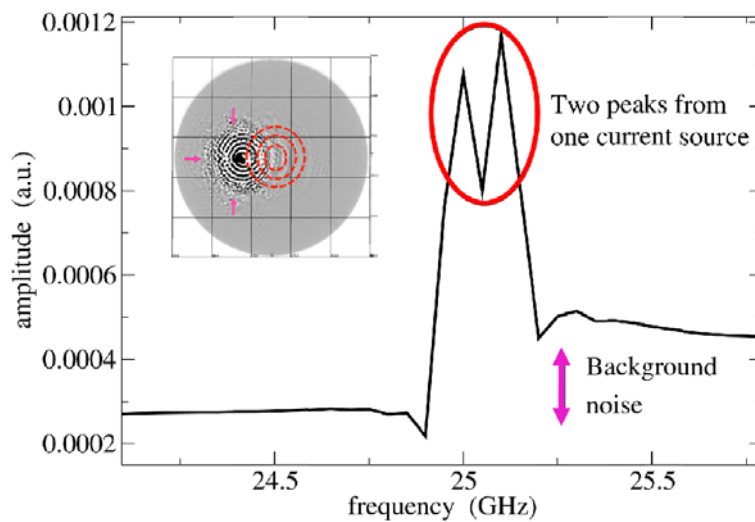 0.0012
0.001
0.0008
0.0006
0.0004
0.0002
amplitude (a.u.)
Two peaks from
one current source
Background
noise
24.5
25
25.5
frequency (GHz)